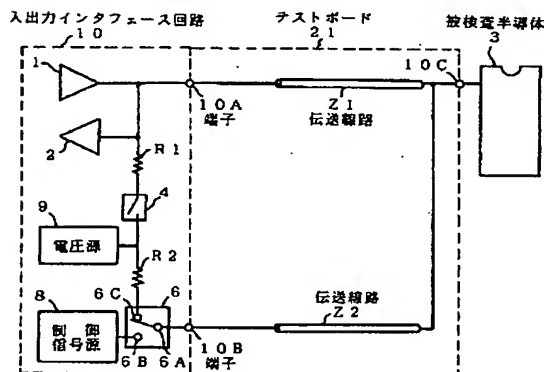 入出力インタフェース回路
10
テストボード
21
被検査半導体
3
1
10A
端子
Z1
伝送線路
10C
2
R1
4
9
電圧源
R2
6C
6
8
制御
信号源
6B
6A
10B
端子
伝送線路
Z2